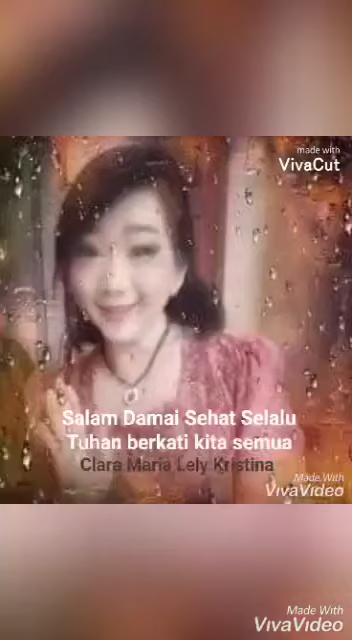 made with
VivaCut
Salam Damai Sehat Selalu
Tuhan berkati kita semua
Clara Maria Lely Kristina
Made With
VivaVideo
Made With
VivaVideo